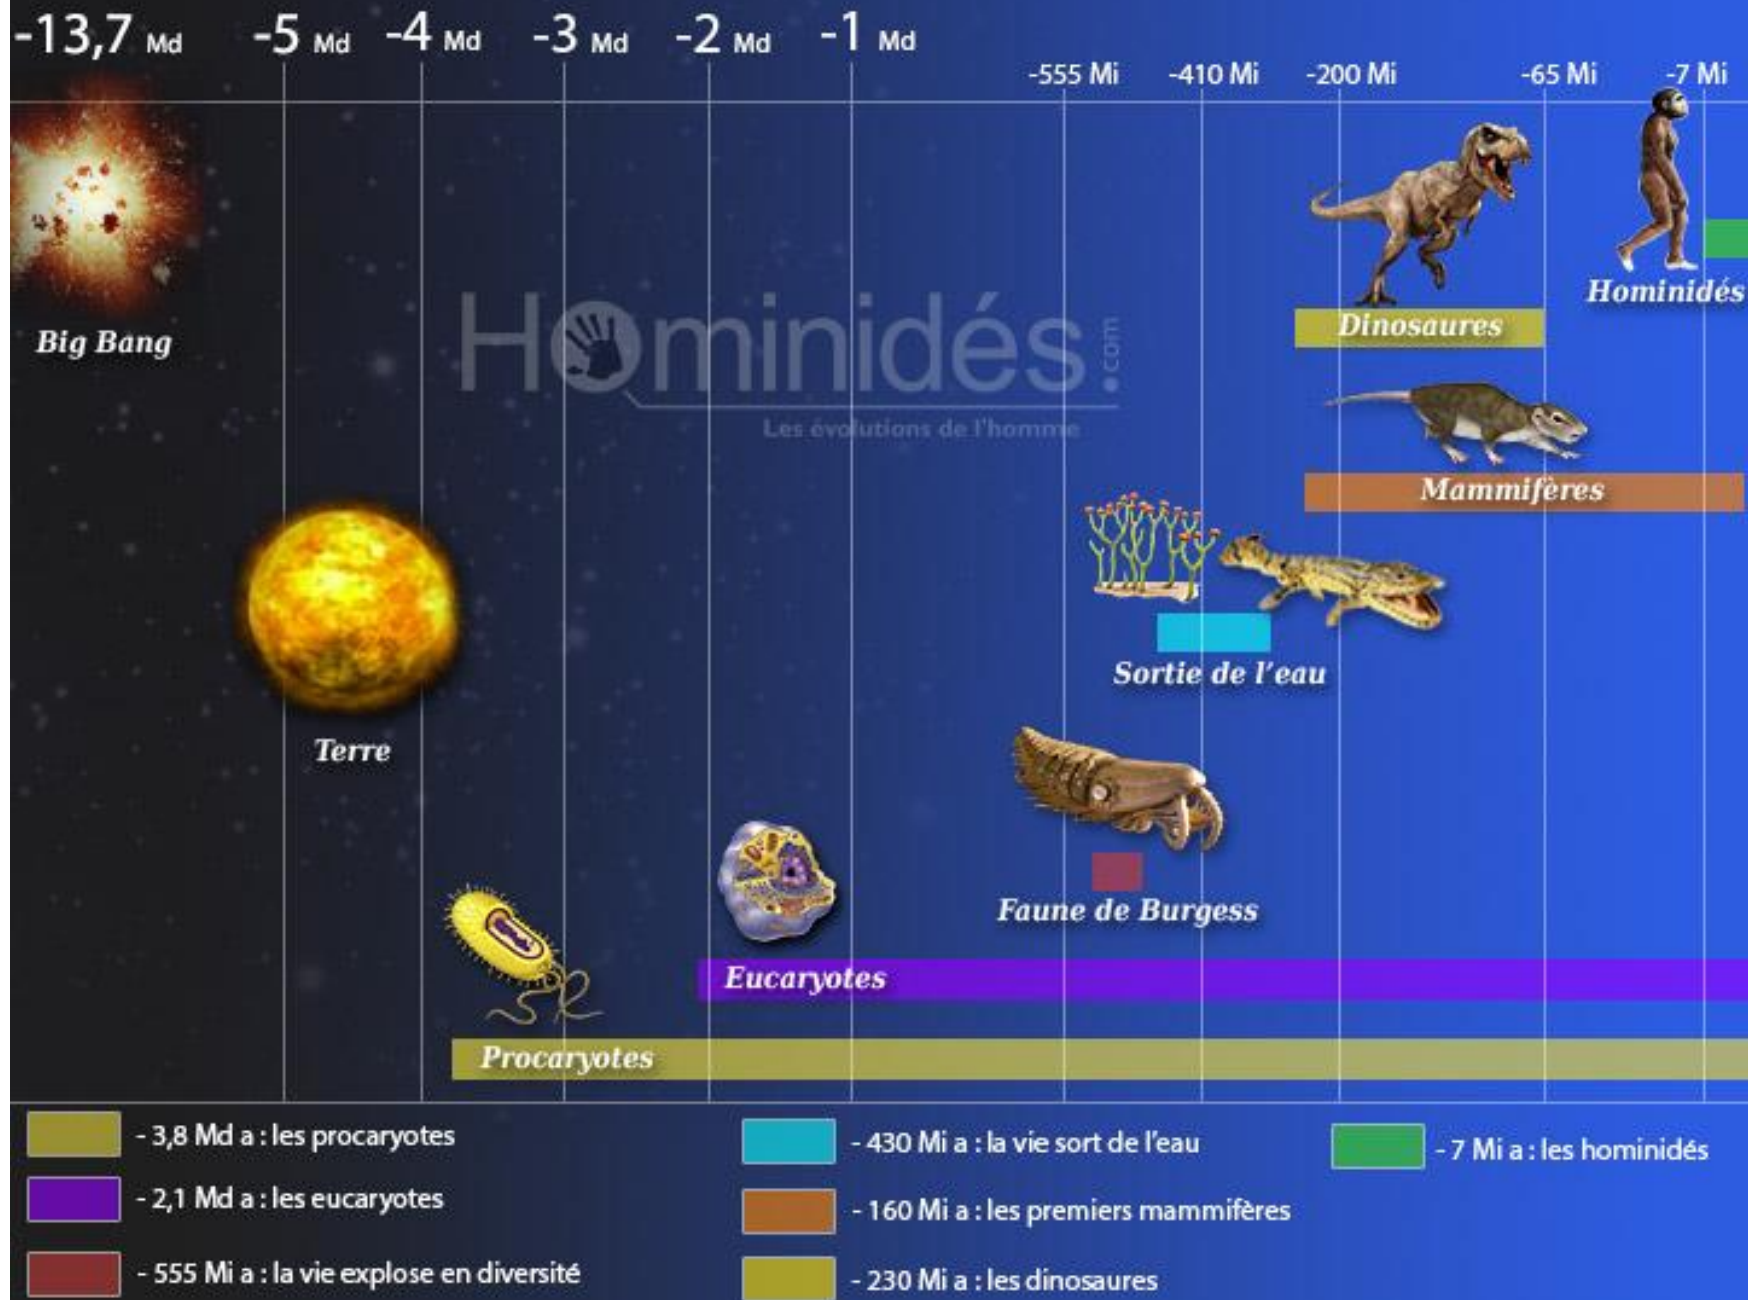 -13,7 Md -5 Md -4 Md -3 Md -2 Md -1 Md
-555 Mi -410 Mi -200 Mi -65 Mi -7 Mi
Big Bang
Hominidés.com
Les évolutions de l'homme
Hominidés
Dinosaures
Mammifères
Sortie de l'eau
Terre
Faune de Burgess
Eucaryotes
Procaryotes
- 3,8 Md a : les procaryotes
- 2,1 Md a : les eucaryotes
- 555 Mi a : la vie explose en diversité
- 430 Mi a : la vie sort de l'eau
- 160 Mi a : les premiers mammifères
- 230 Mi a : les dinosaures
- 7 Mi a : les hominidés